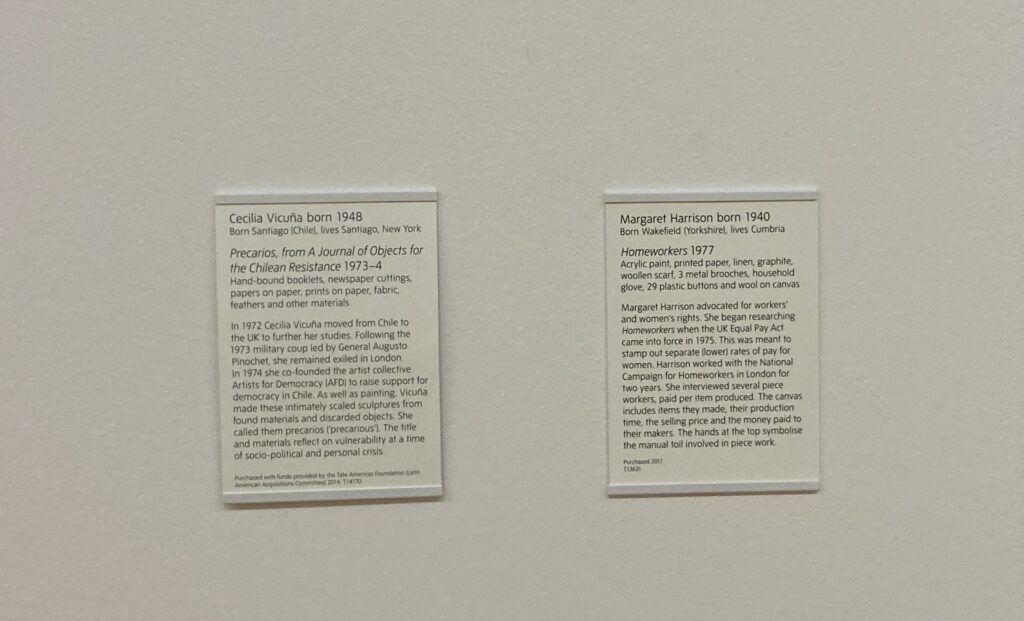 Cecilia Vicuña born 1948
Born Santiago (Chile), lives Santiago, New York
Precarios, from A Journal of Objects for
the Chilean Resistance 1973–4
Hand-bound booklets, newspaper cuttings,
papers on paper, prints on paper, fabric,
feathers and other materials
In 1972 Cecilia Vicuña moved from Chile to
the UK to further her studies. Following the
1973 military coup led by General Augusto
Pinochet, she remained exiled in London.
In 1974 she co-founded the artist collective
Artists for Democracy (AFD) to raise support for
democracy in Chile. As well as painting, Vicuña
made these intimately scaled sculptures from
found materials and discarded objects. She
called them precarios ('precarious'). The title
and materials reflect on vulnerability at a time
of socio-political and personal crisis.
Purchased with funds provided by the Tate Americas Foundation (Latin
American Acquisitions Committee) 2014. T14170
Margaret Harrison born 1940
Born Wakefield (Yorkshire), lives Cumbria
Homeworkers 1977
Acrylic paint, printed paper, linen, graphite,
woollen scarf, 3 metal brooches, household
glove, 29 plastic buttons and wool on canvas
Margaret Harrison advocated for workers'
and women's rights. She began researching
Homeworkers when the UK Equal Pay Act
came into force in 1975. This was meant to
stamp out separate (lower) rates of pay for
women. Harrison worked with the National
Campaign for Homeworkers in London for
two years. She interviewed several piece
workers, paid per item produced. The canvas
includes items they made, their production
time, the selling price and the money paid to
their makers. The hands at the top symbolise
the manual toil involved in piece work.
Purchased 2011
T13631